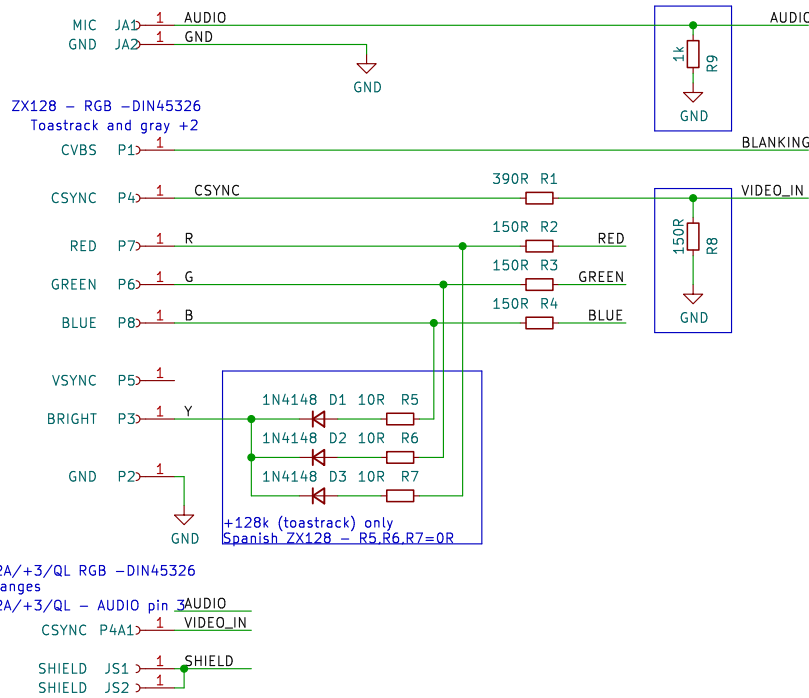 MIC JA1 1 AUDIO AUDIO
GND JA2 1 GND
1k R9
GND
GND
ZX128 – RGB –DIN45326
Toastrack and gray +2
CVBS P1 1 BLANKING
390R R1
CSYNC P4 1 CSYNC VIDEO_IN
150R R2
RED P7 1 R RED
150R R8
150R R3
GREEN P6 1 G GREEN
150R R4
BLUE P8 1 B BLUE
GND
VSYNC P5 1
1N4148 D1 10R R5
BRIGHT P3 1 Y
1N4148 D2 10R R6
1N4148 D3 10R R7
GND P2 1
+128k (toastrack) only
Spanish ZX128 – R5,R6,R7=0R
GND
2A/+3/QL RGB –DIN45326
anges
2A/+3/QL – AUDIO pin 3
AUDIO
CSYNC P4A1 1 VIDEO_IN
SHIELD JS1 1 SHIELD
SHIELD JS2 1